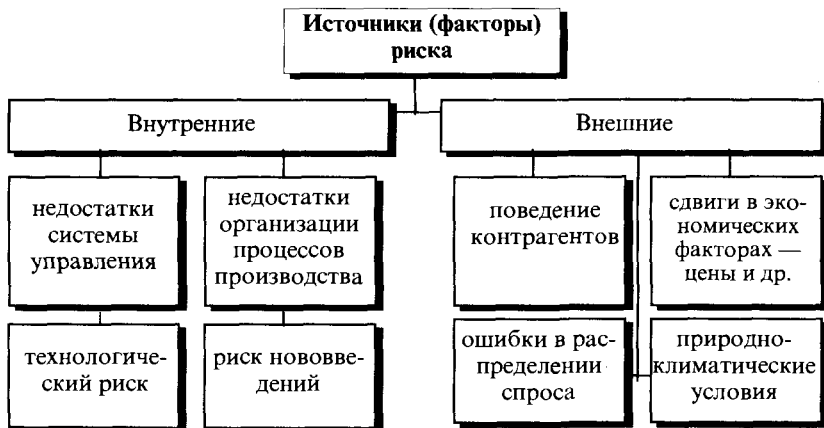 Источники (факторы)
риска
Внутренние
Внешние
недостатки
системы
управления
недостатки
организации
процессов
производства
поведение
контрагентов
сдвиги в эко-
номических
факторах —
цены и др.
технологиче-
ский риск
риск нововве-
дений
ошибки в рас-
пределении
спроса
природно-
климатические
условия